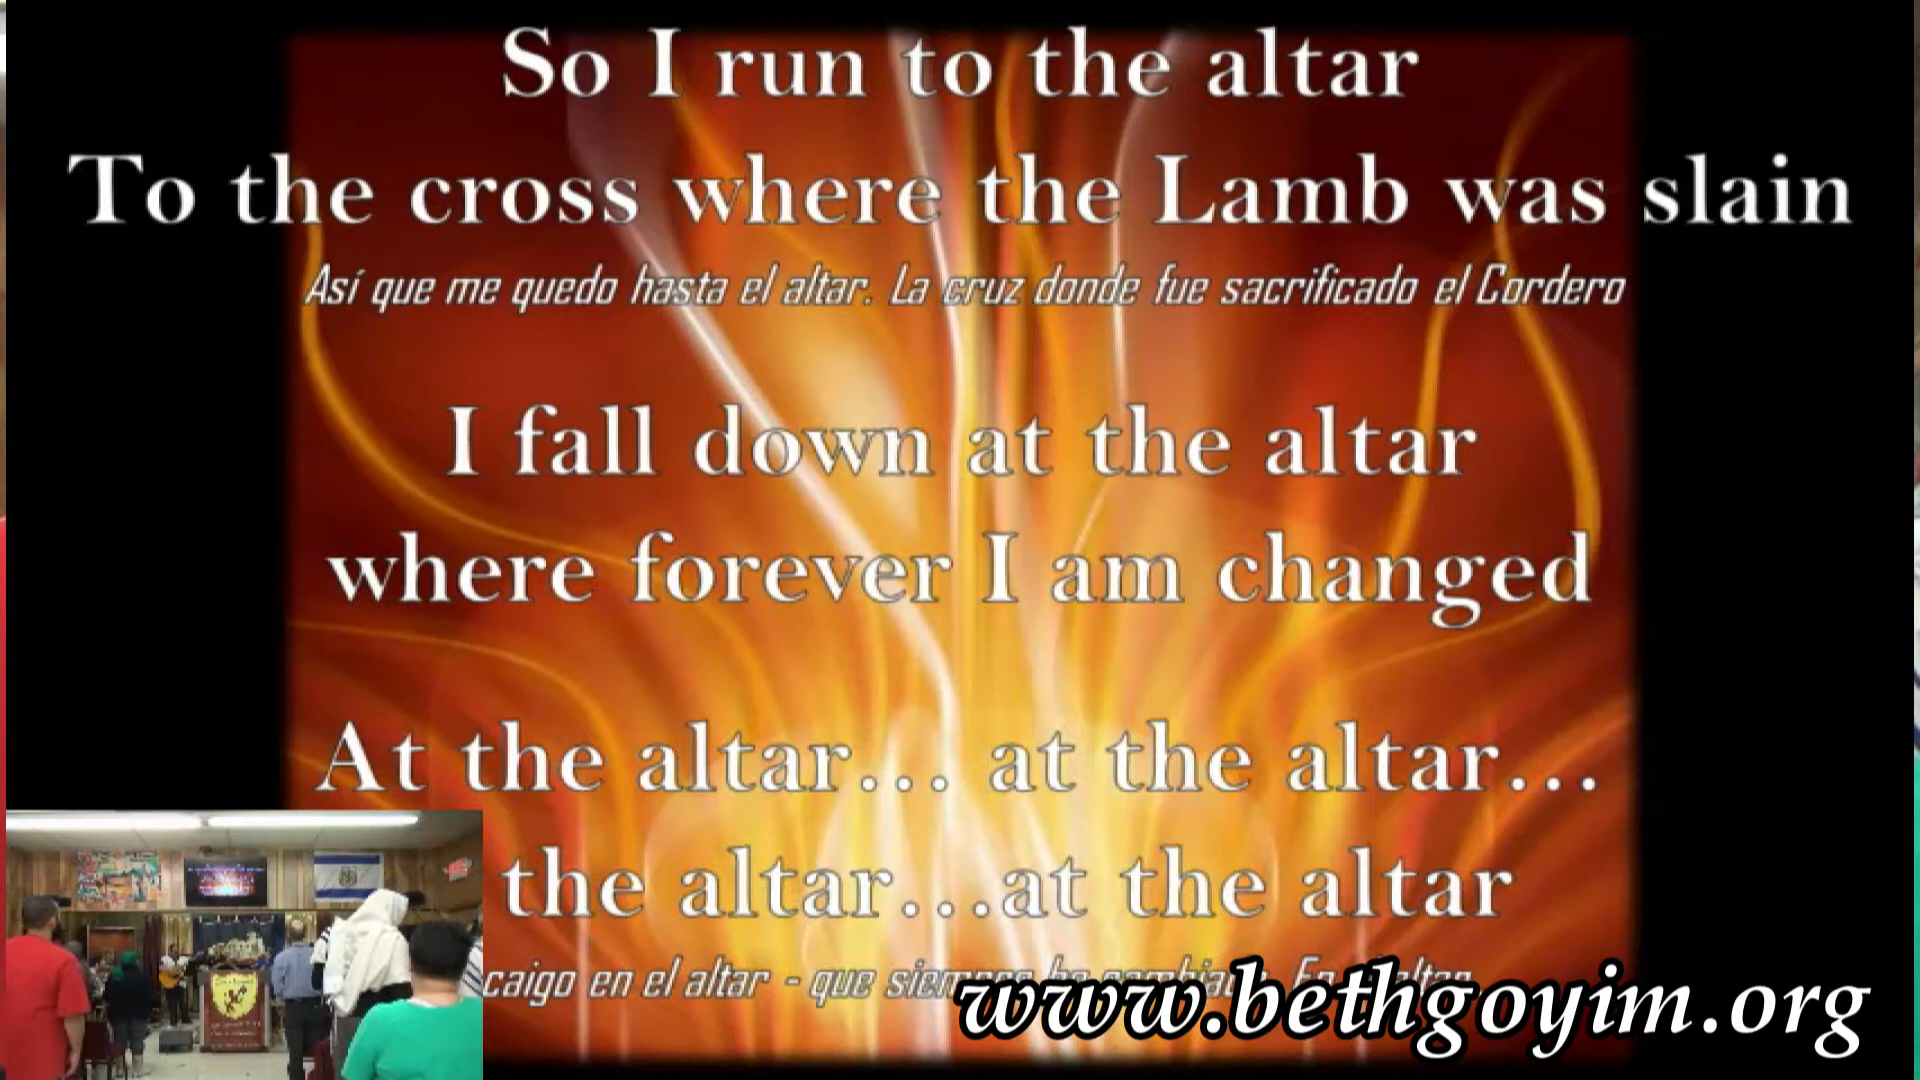 So I run to the altar
To the cross where the Lamb was slain
Así que me quedo hasta el altar. La cruz donde fue sacrificado el Cordero
I fall down at the altar
where forever I am changed
At the altar... at the altar...
the altar...at the altar
caigo en el altar - que
www.bethgoyim.org